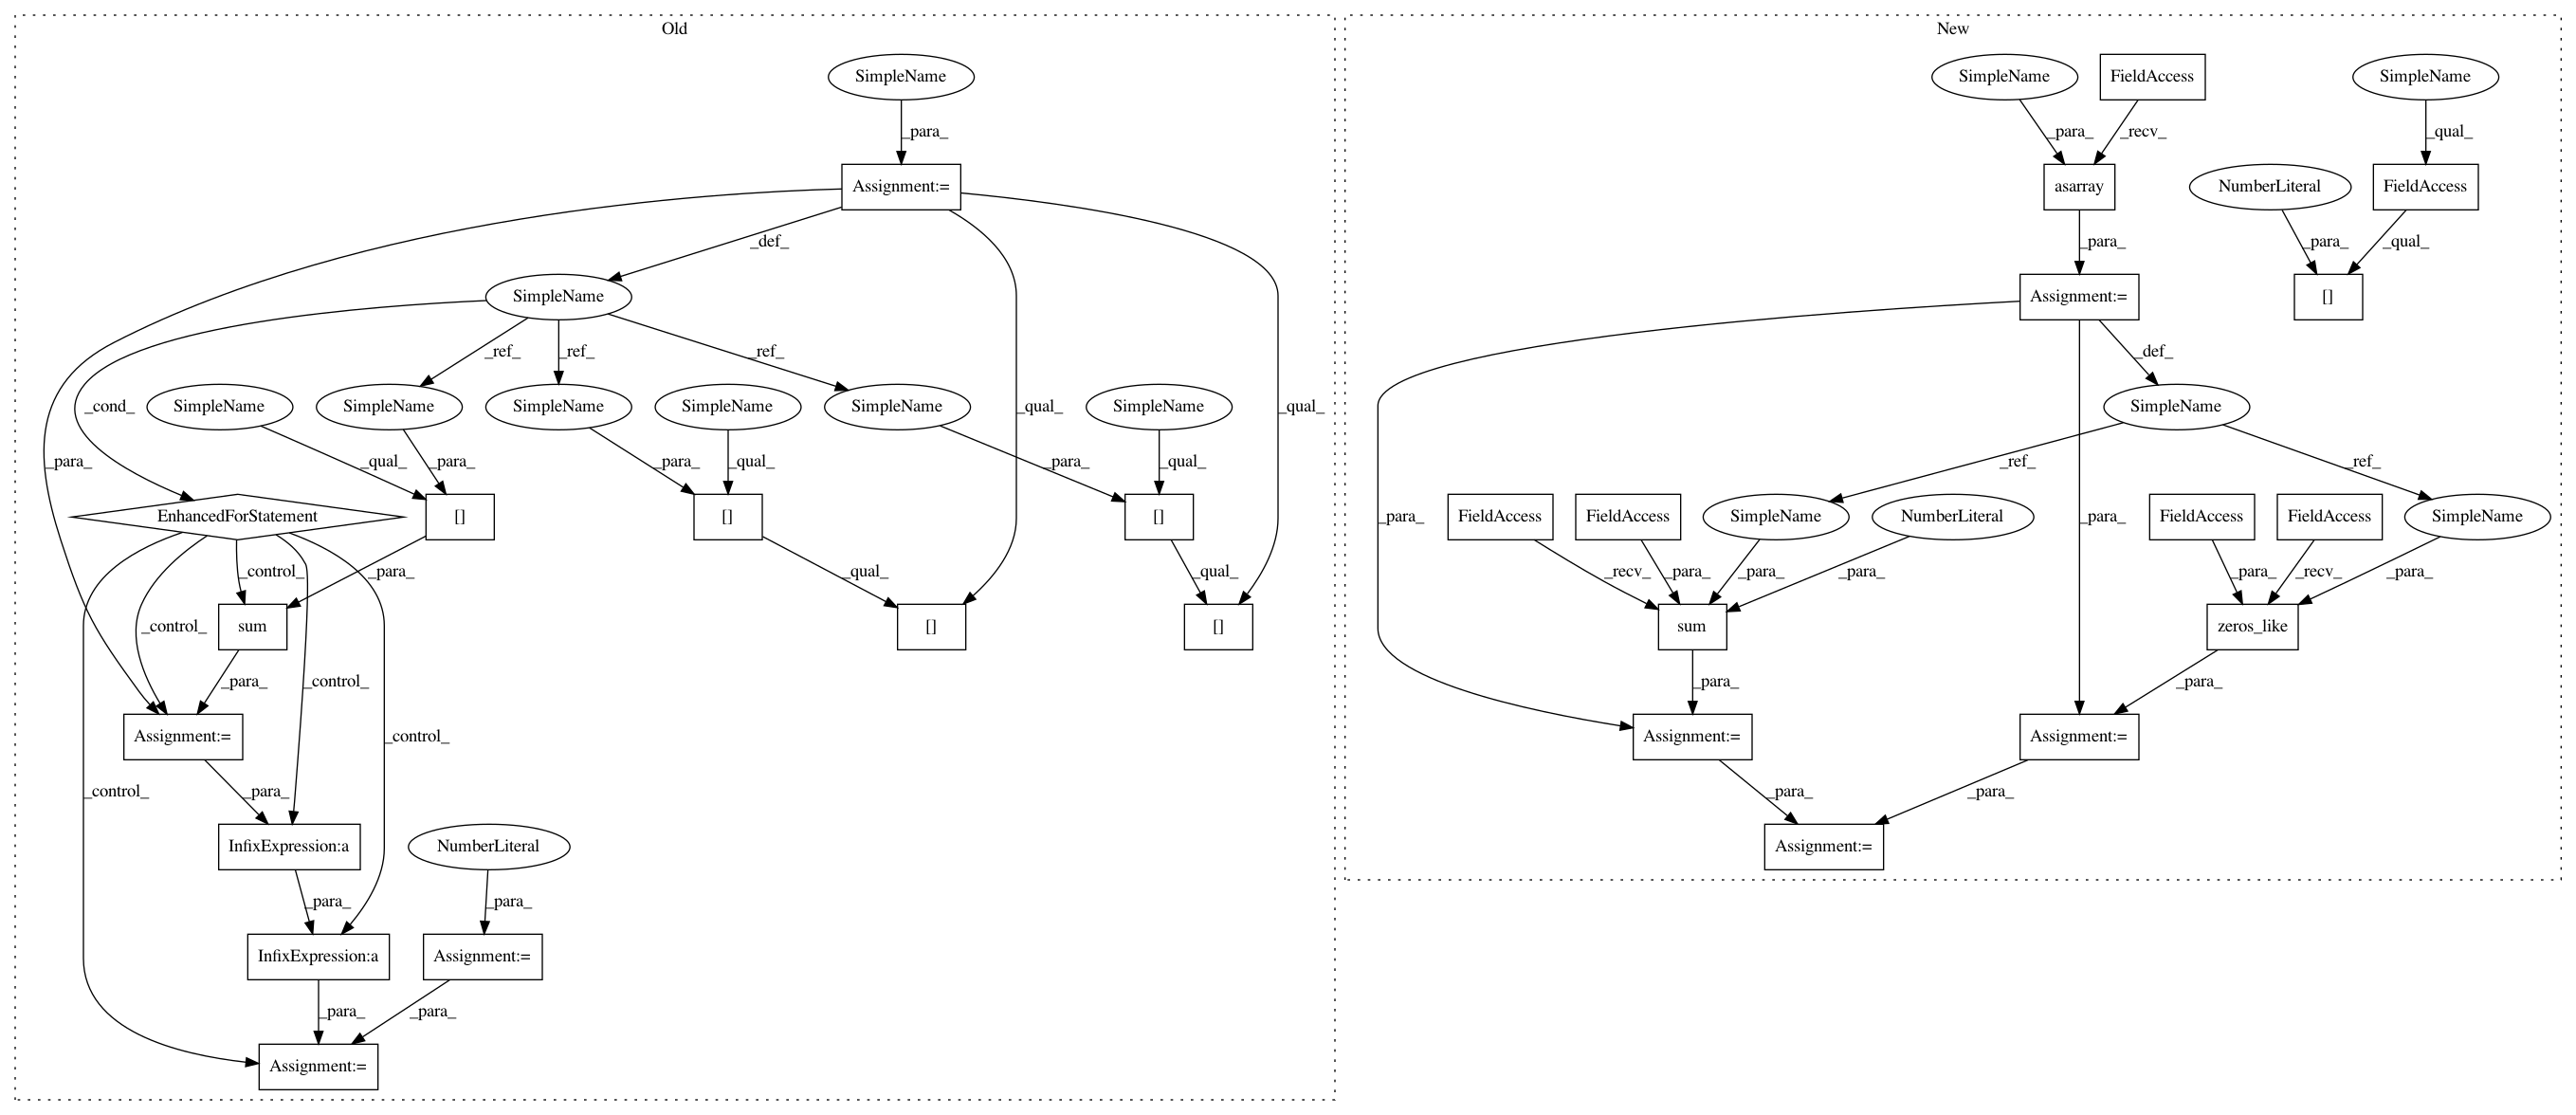 Old
New
SimpleName
SimpleName
FieldAccess
SimpleName
_para_
_para_
_recv_
_qual_
Assignment:=
asarray
NumberLiteral
FieldAccess
_def_
_para_
_para_
_qual_
SimpleName
Assignment:=
[]
_ref_
_ref_
_ref_
_def_
_cond_
SimpleName
SimpleName
SimpleName
SimpleName
SimpleName
_qual_
SimpleName
_qual_
SimpleName
_para_
_qual_
_para_
_para_
_qual_
_para_
_qual_
_ref_
_ref_
EnhancedForStatement
[]
[]
[]
_para_
FieldAccess
FieldAccess
SimpleName
NumberLiteral
_para_
FieldAccess
FieldAccess
SimpleName
_control_
_para_
_qual_
_qual_
_recv_
_para_
_para_
_para_
_para_
_recv_
_para_
_control_
sum
[]
[]
sum
zeros_like
_para_
_control_
_para_
_para_
Assignment:=
_control_
Assignment:=
Assignment:=
_control_
_para_
_para_
_para_
InfixExpression:a
NumberLiteral
Assignment:=
_para_
_para_
InfixExpression:a
Assignment:=
_para_
_para_
Assignment:=